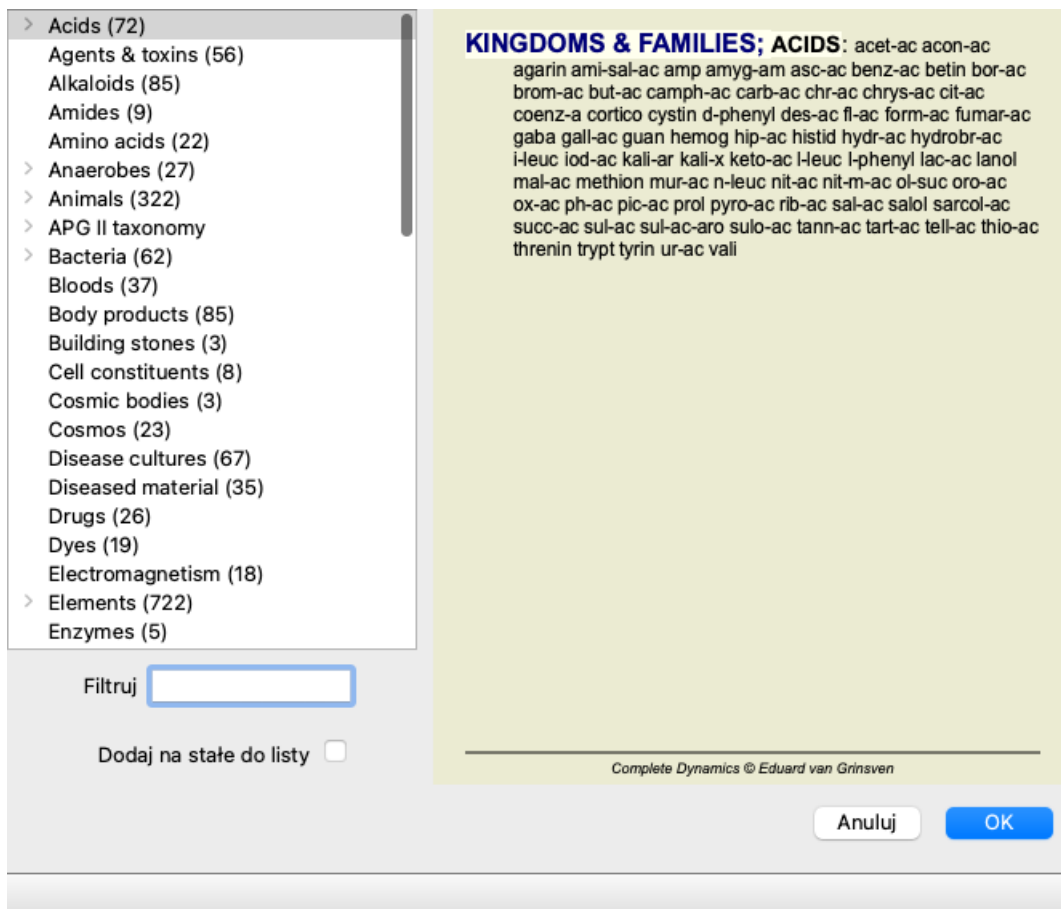 Acids (72)
Agents & toxins (56)
Alkaloids (85)
Amides (9)
Amino acids (22)
Anaerobes (27)
Animals (322)
APG II taxonomy
Bacteria (62)
Bloods (37)
Body products (85)
Building stones (3)
Cell constituents (8)
Cosmic bodies (3)
Cosmos (23)
Disease cultures (67)
Diseased material (35)
Drugs (26)
Dyes (19)
Electromagnetism (18)
Elements (722)
Enzymes (5)
Filtruj
Dodaj na stałe do listy
KINGDOMS & FAMILIES; ACIDS: acet-ac acon-ac
agarin ami-sal-ac amp amyg-am asc-ac benz-ac betin bor-ac
brom-ac but-ac camph-ac carb-ac chr-ac chrys-ac cit-ac
coenz-a cortico cystin d-phenyl des-ac fl-ac form-ac fumar-ac
gaba gall-ac guan hemog hip-ac histid hydr-ac hydrobr-ac
i-leuc iod-ac kali-ar kali-x keto-ac l-leuc l-phenyl lac-ac lanol
mal-ac methion mur-ac n-leuc nit-ac nit-m-ac ol-suc oro-ac
ox-ac ph-ac pic-ac prol pyro-ac rib-ac sal-ac salol sarcol-ac
succ-ac sul-ac sul-ac-aro sulo-ac tann-ac tart-ac tell-ac thio-ac
threnin trypt tyrin ur-ac vali
Complete Dynamics © Eduard van Grinsven
Anuluj
OK